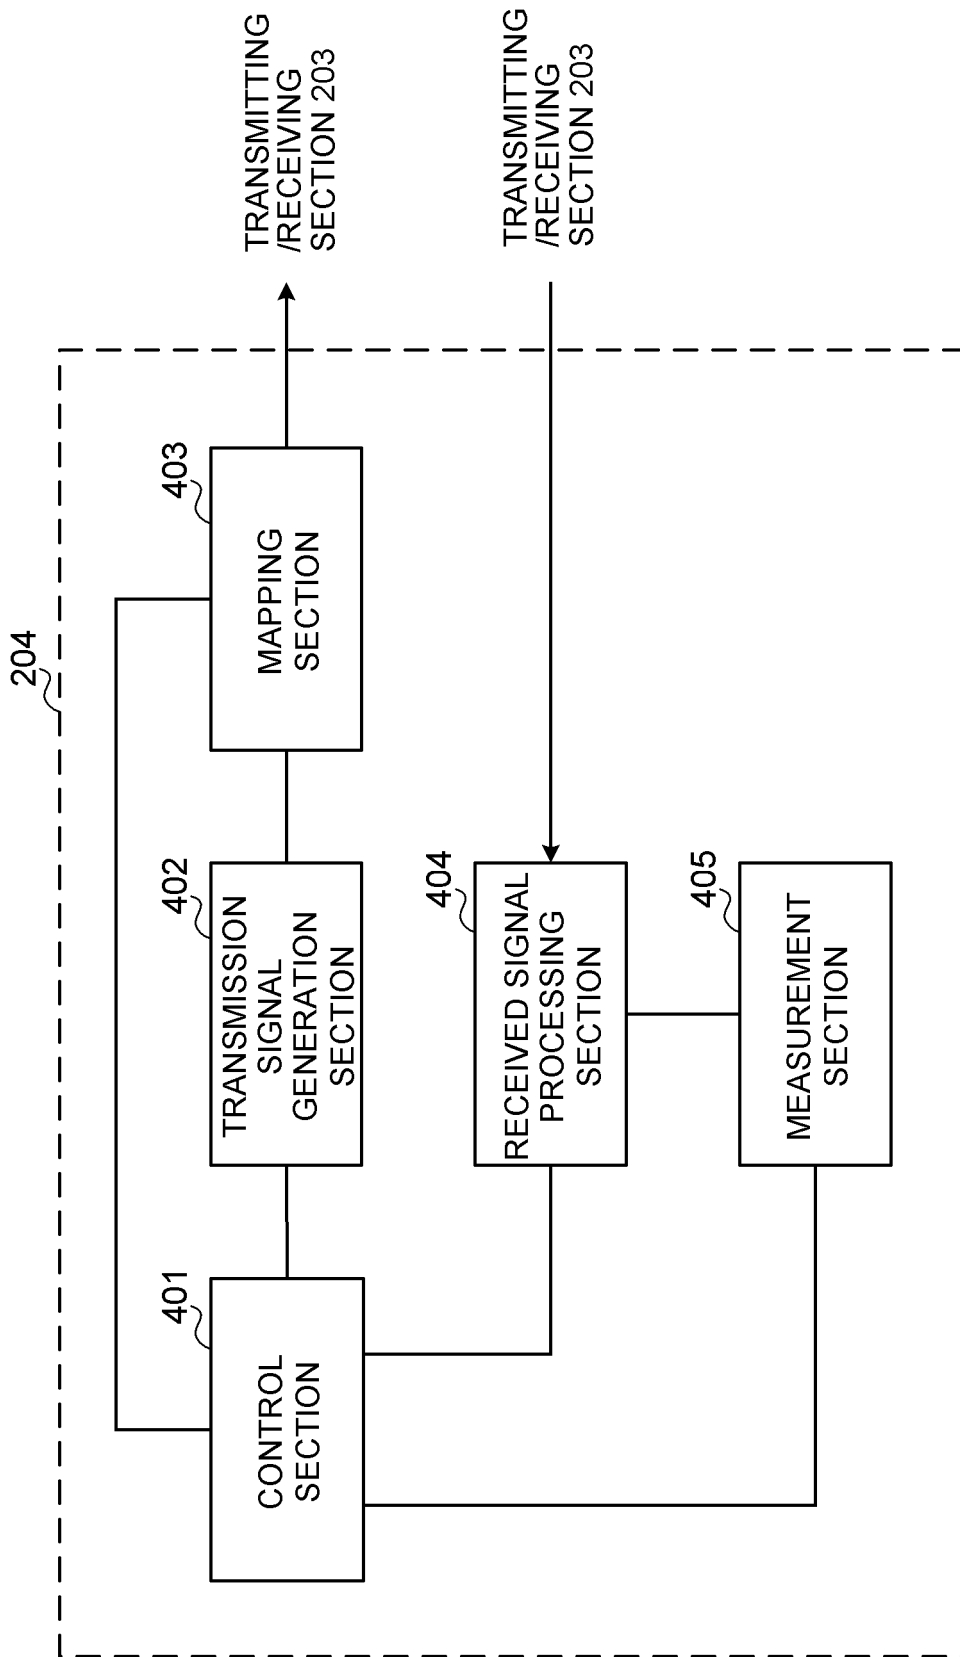 204
401
CONTROL
SECTION
402
TRANSMISSION
SIGNAL
GENERATION
SECTION
403
MAPPING
SECTION
TRANSMITTING
/RECEIVING
SECTION 203
404
RECEIVED SIGNAL
PROCESSING
SECTION
TRANSMITTING
/RECEIVING
SECTION 203
405
MEASUREMENT
SECTION